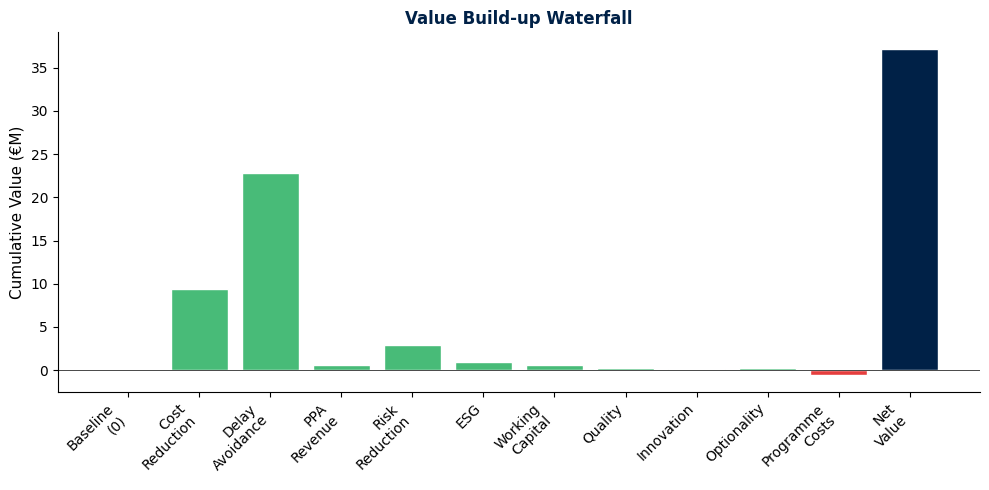 Value Build-up Waterfall
Cumulative Value (€M)
35
30
25
20
15
10
5
0
Baseline
(0)
Cost
Reduction
Delay
Avoidance
PPA
Revenue
Risk
Reduction
ESG
Working
Capital
Quality
Innovation
Optionality
Programme
Costs
Net
Value